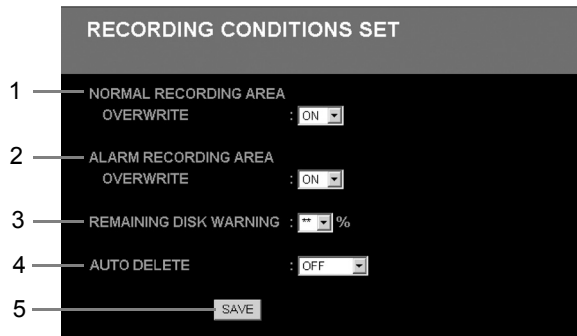 RECORDING CONDITIONS SET
1 NORMAL RECORDING AREA
OVERWRITE : ON
2 ALARM RECORDING AREA
OVERWRITE : ON
3 REMAINING DISK WARNING : ** %
4 AUTO DELETE : OFF
5 SAVE